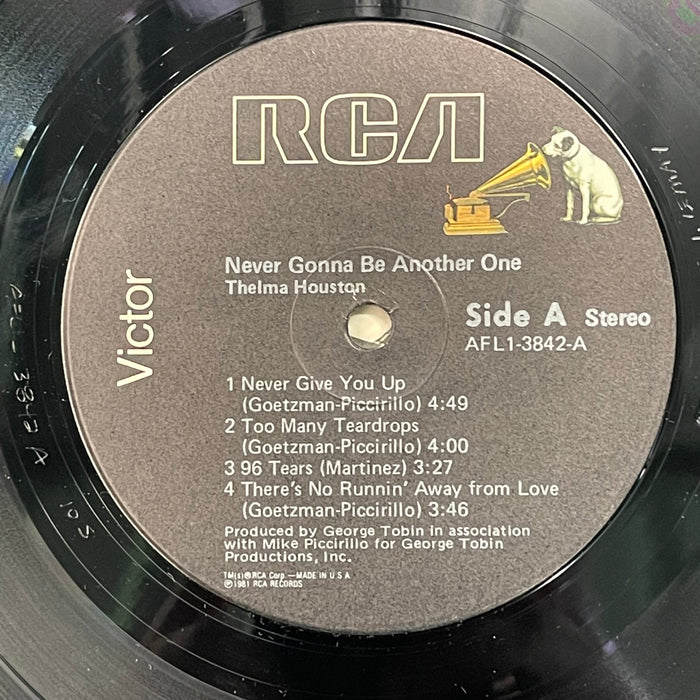 RCA
Never Gonna Be Another One
Thelma Houston
Victor
Side A Stereo
AFL1-3842-A
1 Never Give You Up
(Goetzman-Piccirillo) 4:49
2 Too Many Teardrops
(Goetzman-Piccirillo) 4:00
3 96 Tears (Martinez) 3:27
4 There's No Runnin' Away from Love
(Goetzman-Piccirillo) 3:46
Produced by George Tobin in association
with Mike Piccirillo for George Tobin
Productions, Inc.
TM(s)®RCA Corp.—MADE IN U S A
℗1981 RCA RECORDS